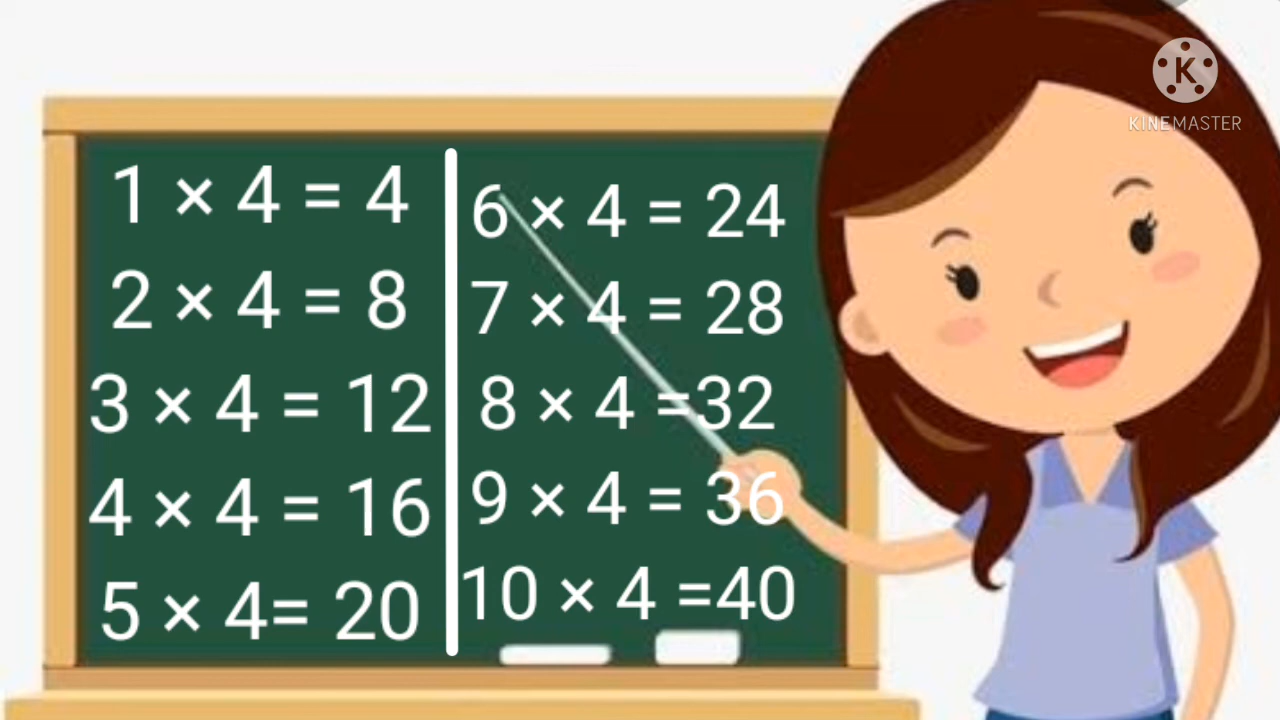 1 × 4 = 4
2 × 4 = 8
3 × 4 = 12
4 × 4 = 16
5 × 4= 20
6 × 4 = 24
7 × 4 = 28
8 × 4 =32
9 × 4 = 36
10 × 4 =40
K
KINEMASTER